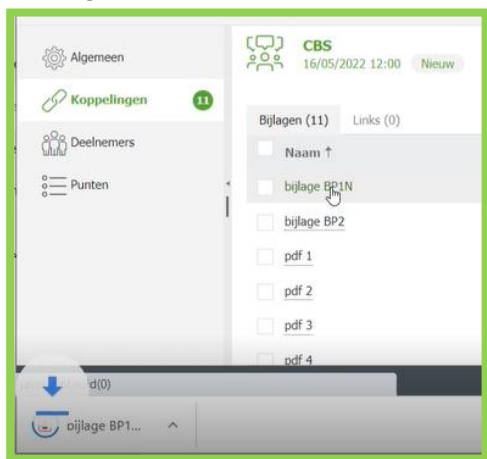 Algemeen
Koppelingen 11
Deelnemers
Punten
CBS
16/05/2022 12:00 Nieuw
Bijlagen (11) Links (0)
Naam ↑
bijlage BP1N
bijlage BP2
pdf 1
pdf 2
pdf 3
pdf 4
d(0)
bijlage BP1...